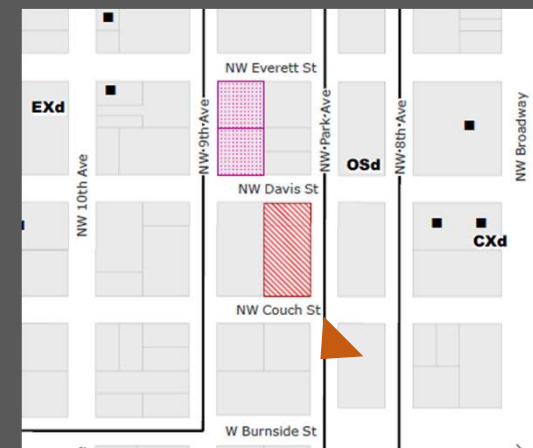 NW Everett St
EXd
NW 10th Ave
NW 9th Ave
NW Park Ave
NW 8th Ave
NW Broadway
OSd
NW Davis St
CXd
NW Couch St
W Burnside St